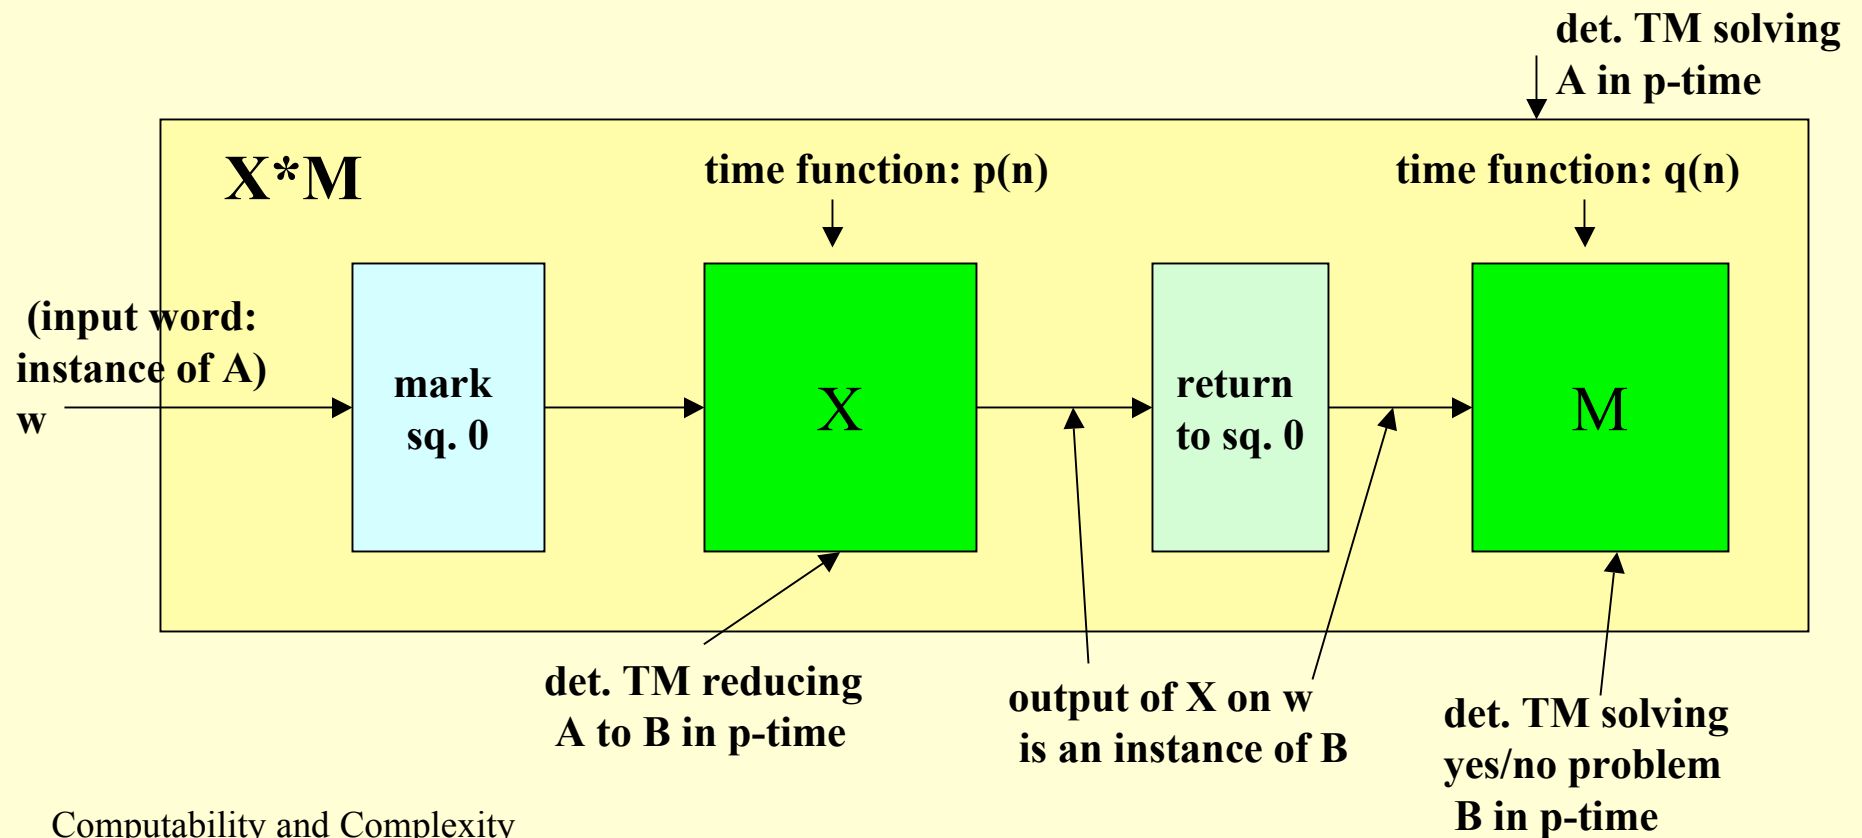 det. TM solving
A in p-time
X*M
time function: p(n)
time function: q(n)
(input word:
instance of A)
w
mark
sq. 0
X
return
to sq. 0
M
det. TM reducing
A to B in p-time
output of X on w
is an instance of B
det. TM solving
yes/no problem
B in p-time
Computability and Complexity